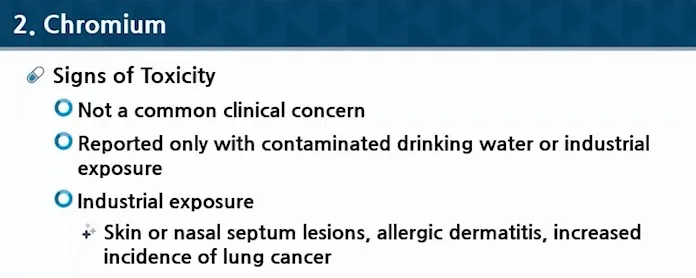 2. Chromium
Signs of Toxicity
Not a common clinical concern
Reported only with contaminated drinking water or industrial
exposure
Industrial exposure
Skin or nasal septum lesions, allergic dermatitis, increased
incidence of lung cancer